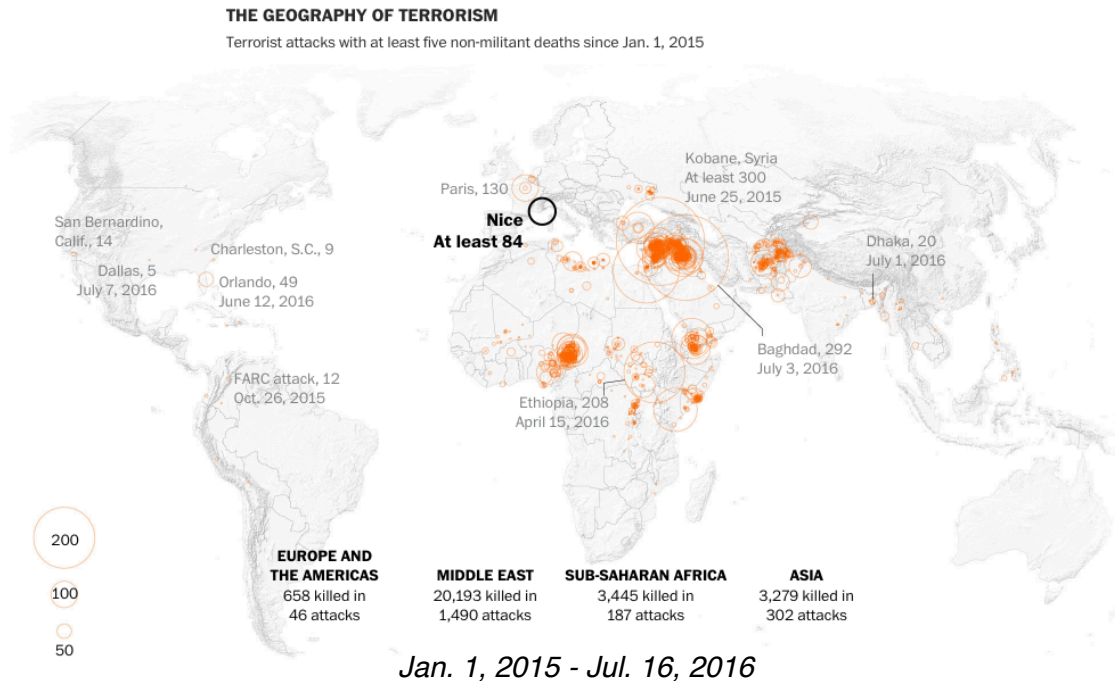 THE GEOGRAPHY OF TERRORISM
Terrorist attacks with at least five non-militant deaths since Jan. 1, 2015
Kobane, Syria
At least 300
June 25, 2015
Paris, 130
Nice
At least 84
San Bernardino,
Calif., 14
Charleston, S.C., 9
Dallas, 5
July 7, 2016
Orlando, 49
June 12, 2016
Dhaka, 20
July 1, 2016
Baghdad, 292
July 3, 2016
FARC attack, 12
Oct. 26, 2015
Ethiopia, 208
April 15, 2016
200
100
50
EUROPE AND
THE AMERICAS
658 killed in
46 attacks
MIDDLE EAST
20,193 killed in
1,490 attacks
SUB-SAHARAN AFRICA
3,445 killed in
187 attacks
ASIA
3,279 killed in
302 attacks
Jan. 1, 2015 - Jul. 16, 2016